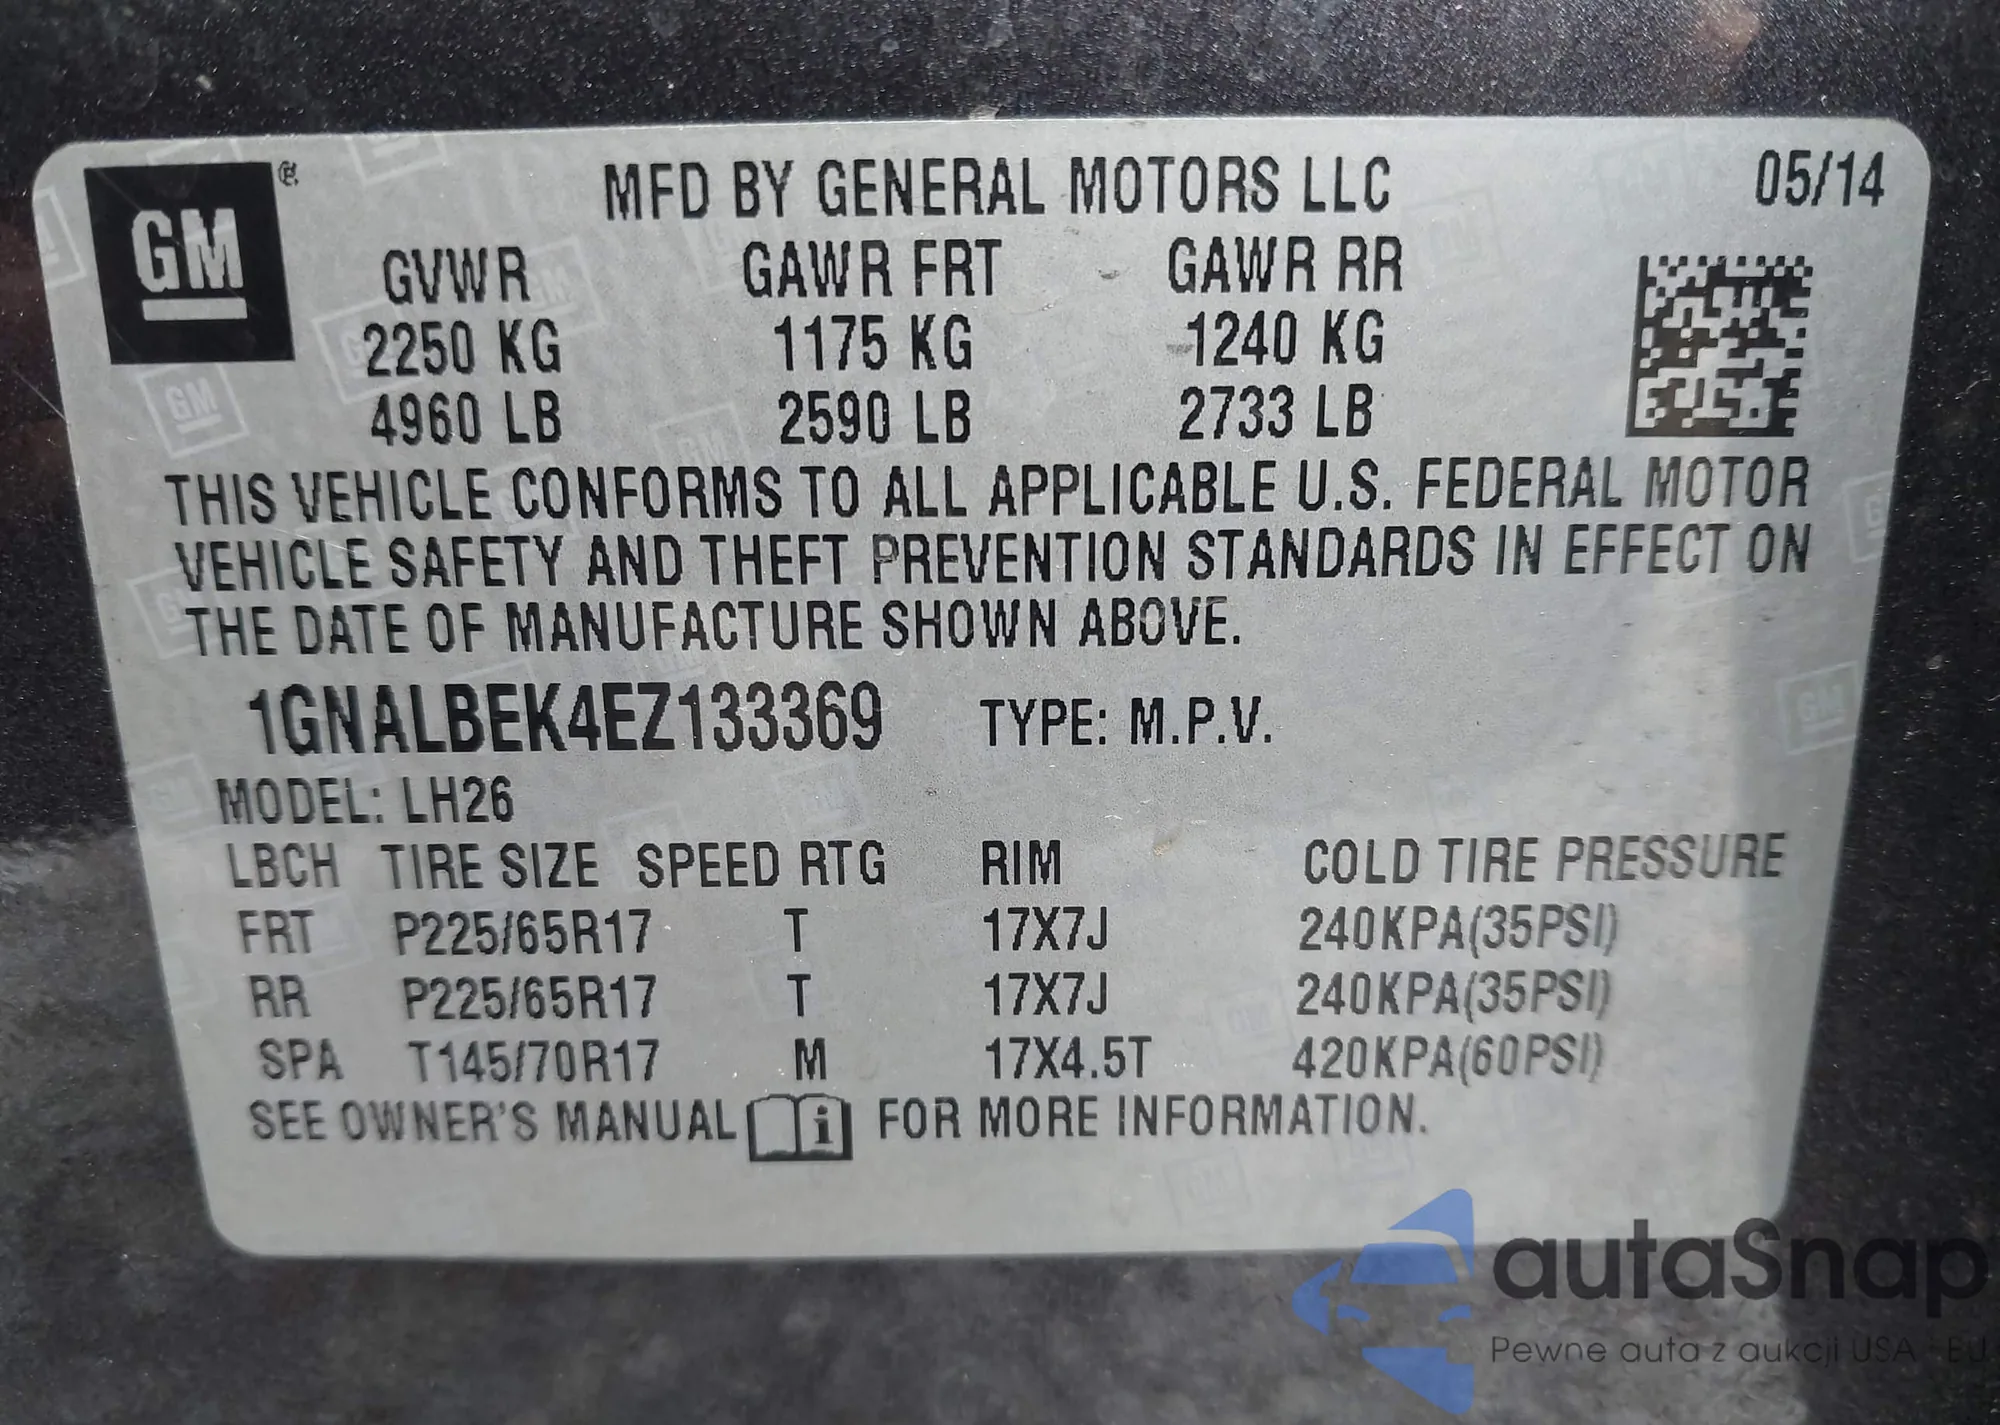 GM ®
MFD BY GENERAL MOTORS LLC 05/14
GVWR GAWR FRT GAWR RR
2250 KG 1175 KG 1240 KG
4960 LB 2590 LB 2733 LB
THIS VEHICLE CONFORMS TO ALL APPLICABLE U.S. FEDERAL MOTOR
VEHICLE SAFETY AND THEFT PREVENTION STANDARDS IN EFFECT ON
THE DATE OF MANUFACTURE SHOWN ABOVE.
1GNALBEK4EZ133369 TYPE: M.P.V.
MODEL: LH26
LBCH TIRE SIZE SPEED RTG RIM COLD TIRE PRESSURE
FRT P225/65R17 T 17X7J 240KPA(35PSI)
RR P225/65R17 T 17X7J 240KPA(35PSI)
SPA T145/70R17 M 17X4.5T 420KPA(60PSI)
SEE OWNER'S MANUAL i FOR MORE INFORMATION.
autaSnap
Pewne auta z aukcji USA - EU